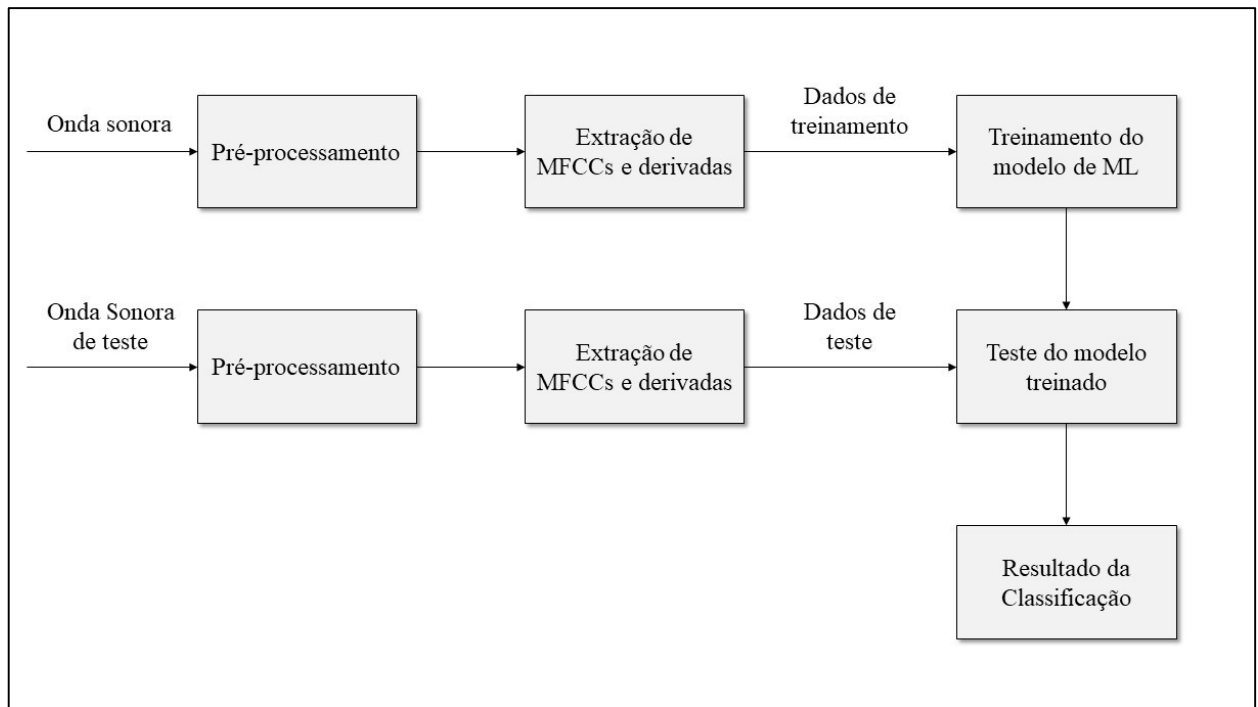 Onda sonora
Pré-processamento
Extração de
MFCCs e derivadas
Dados de
treinamento
Treinamento do
modelo de ML
Onda Sonora
de teste
Pré-processamento
Extração de
MFCCs e derivadas
Dados de
teste
Teste do modelo
treinado
Resultado da
Classificação